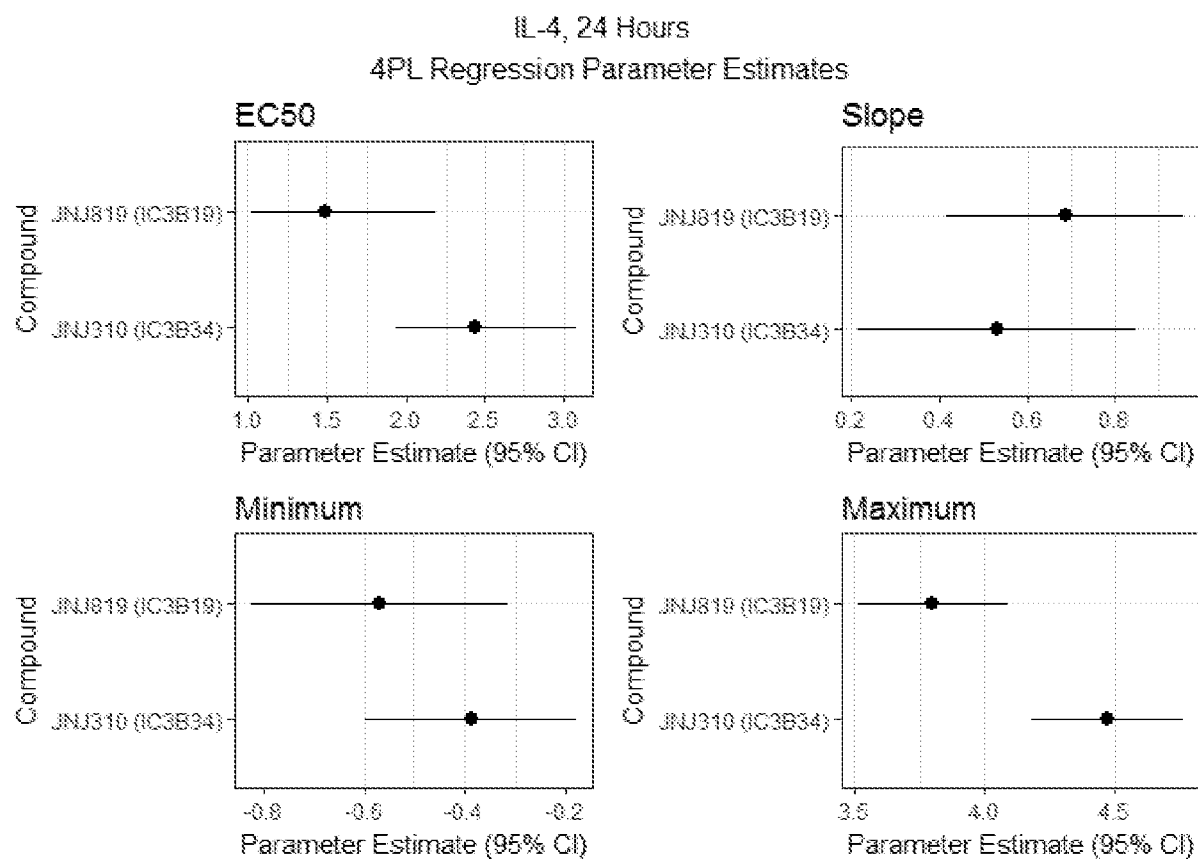 IL-4, 24 Hours
4PL Regression Parameter Estimates
EC50
Compound
JNJ819 (IC3B19)
JNJ310 (IC3B34)
1.0 1.5 2.0 2.5 3.0
Parameter Estimate (95% CI)
Slope
Compound
JNJ819 (IC3B19)
JNJ310 (IC3B34)
0.2 0.4 0.6 0.8
Parameter Estimate (95% CI)
Minimum
Compound
JNJ819 (IC3B19)
JNJ310 (IC3B34)
-0.8 -0.6 -0.4 -0.2
Parameter Estimate (95% CI)
Maximum
Compound
JNJ819 (IC3B19)
JNJ310 (IC3B34)
3.5 4.0 4.5
Parameter Estimate (95% CI)